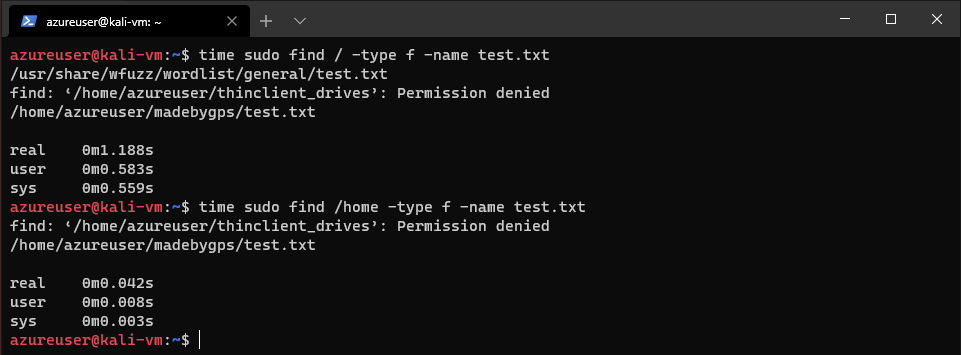 azureuser@kali-vm: ~
azureuser@kali-vm:~$ time sudo find / -type f -name test.txt
/usr/share/wfuzz/wordlist/general/test.txt
find: ‘/home/azureuser/thinclient_drives’: Permission denied
/home/azureuser/madebygps/test.txt
real 0m1.188s
user 0m0.583s
sys 0m0.559s
azureuser@kali-vm:~$ time sudo find /home -type f -name test.txt
find: ‘/home/azureuser/thinclient_drives’: Permission denied
/home/azureuser/madebygps/test.txt
real 0m0.042s
user 0m0.008s
sys 0m0.003s
azureuser@kali-vm:~$